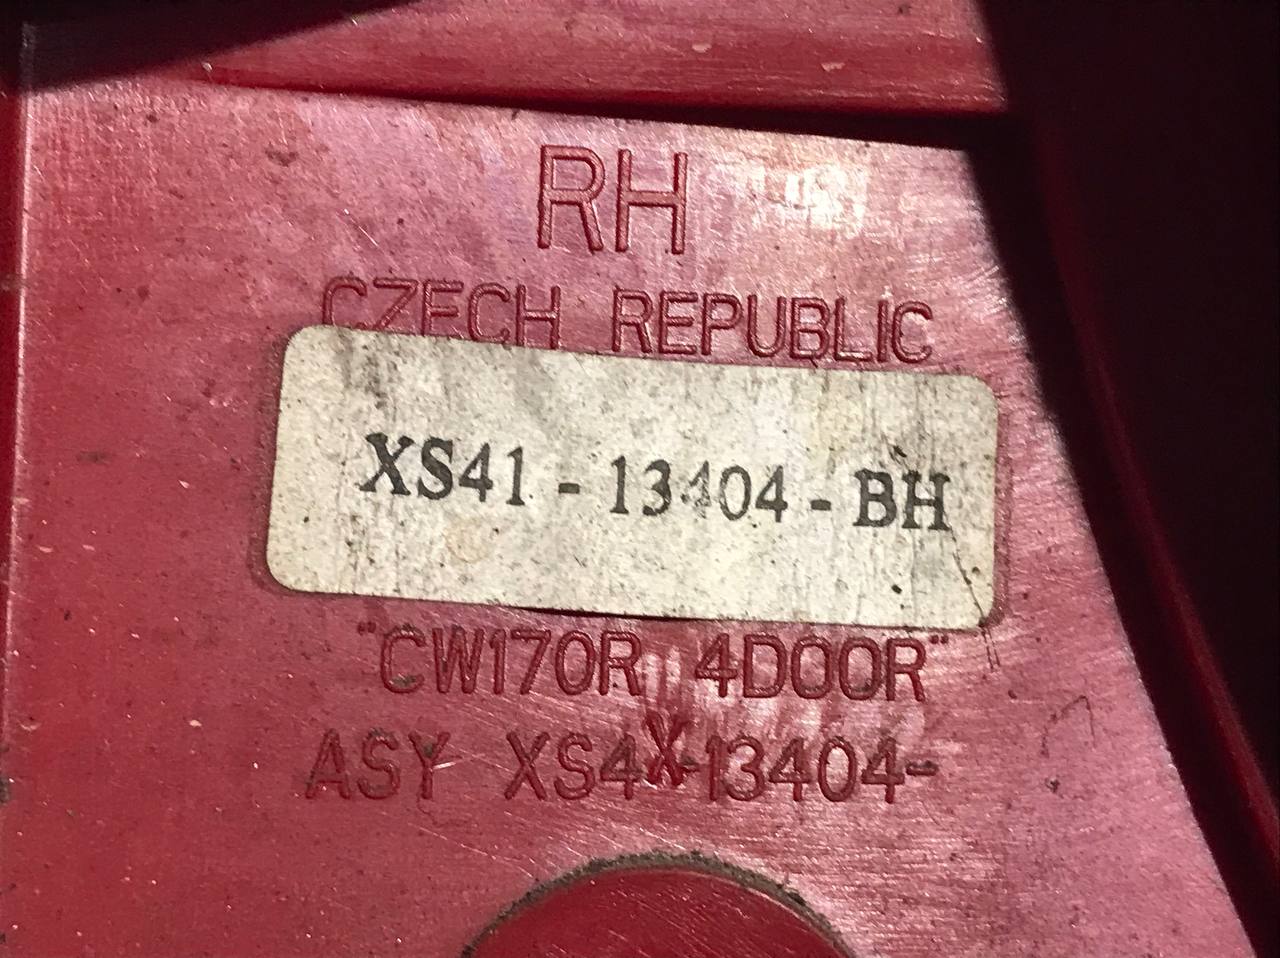 RH
CZECH REPUBLIC
XS41 - 13404 - BH
"CW170R 4DOOR"
ASY XS4X-13404-